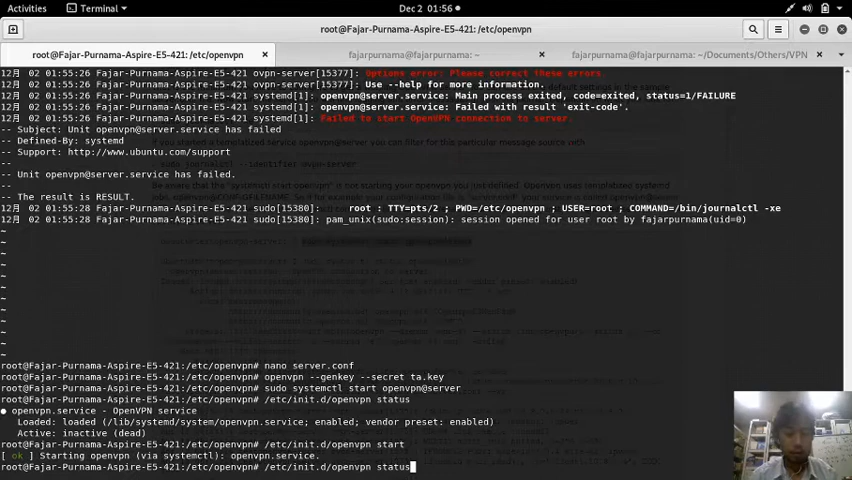 Activities
Terminal
Dec 2 01:56
root@Fajar-Purnama-Aspire-E5-421: /etc/openvpn
root@Fajar-Purnama-Aspire-E5-421: /etc/openvpn
fajarpurnama@fajarpurnama: ~
fajarpurnama@fajarpurnama: ~/Documents/Others/VPN
12月 02 01:55:26 Fajar-Purnama-Aspire-E5-421 ovpn-server[15377]: Options error: Please correct these errors.
12月 02 01:55:26 Fajar-Purnama-Aspire-E5-421 ovpn-server[15377]: Use --help for more information.
12月 02 01:55:26 Fajar-Purnama-Aspire-E5-421 systemd[1]: openvpn@server.service: Main process exited, code=exited, status=1/FAILURE
12月 02 01:55:26 Fajar-Purnama-Aspire-E5-421 systemd[1]: openvpn@server.service: Failed with result 'exit-code'.
12月 02 01:55:26 Fajar-Purnama-Aspire-E5-421 systemd[1]: Failed to start OpenVPN connection to server.
-- Subject: Unit openvpn@server.service has failed
-- Defined-By: systemd
-- Support: http://www.ubuntu.com/support
--
-- Unit openvpn@server.service has failed.
--
-- The result is RESULT.
12月 02 01:55:28 Fajar-Purnama-Aspire-E5-421 sudo[15380]: root : TTY=pts/2 ; PWD=/etc/openvpn ; USER=root ; COMMAND=/bin/journalctl -xe
12月 02 01:55:28 Fajar-Purnama-Aspire-E5-421 sudo[15380]: pam_unix(sudo:session): session opened for user root by fajarpurnama(uid=0)
~
~
~
~
~
~
~
~
~
~
~
~
root@Fajar-Purnama-Aspire-E5-421:/etc/openvpn# nano server.conf
root@Fajar-Purnama-Aspire-E5-421:/etc/openvpn# openvpn --genkey --secret ta.key
root@Fajar-Purnama-Aspire-E5-421:/etc/openvpn# sudo systemctl start openvpn@server
root@Fajar-Purnama-Aspire-E5-421:/etc/openvpn# /etc/init.d/openvpn status
● openvpn.service - OpenVPN service
Loaded: loaded (/lib/systemd/system/openvpn.service; enabled; vendor preset: enabled)
Active: inactive (dead)
root@Fajar-Purnama-Aspire-E5-421:/etc/openvpn# /etc/init.d/openvpn start
[ ok ] Starting openvpn (via systemctl): openvpn.service.
root@Fajar-Purnama-Aspire-E5-421:/etc/openvpn# /etc/init.d/openvpn status